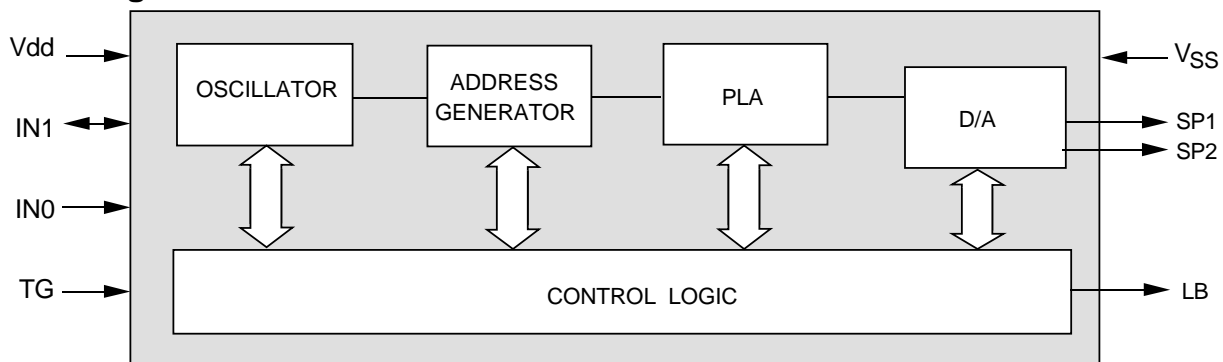 Vdd
IN1
IN0
TG
OSCILLATOR
ADDRESS
GENERATOR
PLA
D/A
CONTROL LOGIC
VSS
SP1
SP2
LB